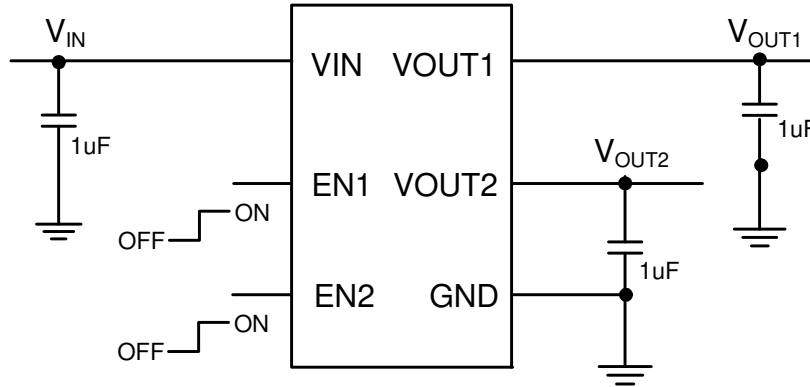 VIN
VOUT1
VIN VOUT1
1uF
1uF
VOUT2
EN1 VOUT2
ON
OFF
1uF
EN2 GND
ON
OFF